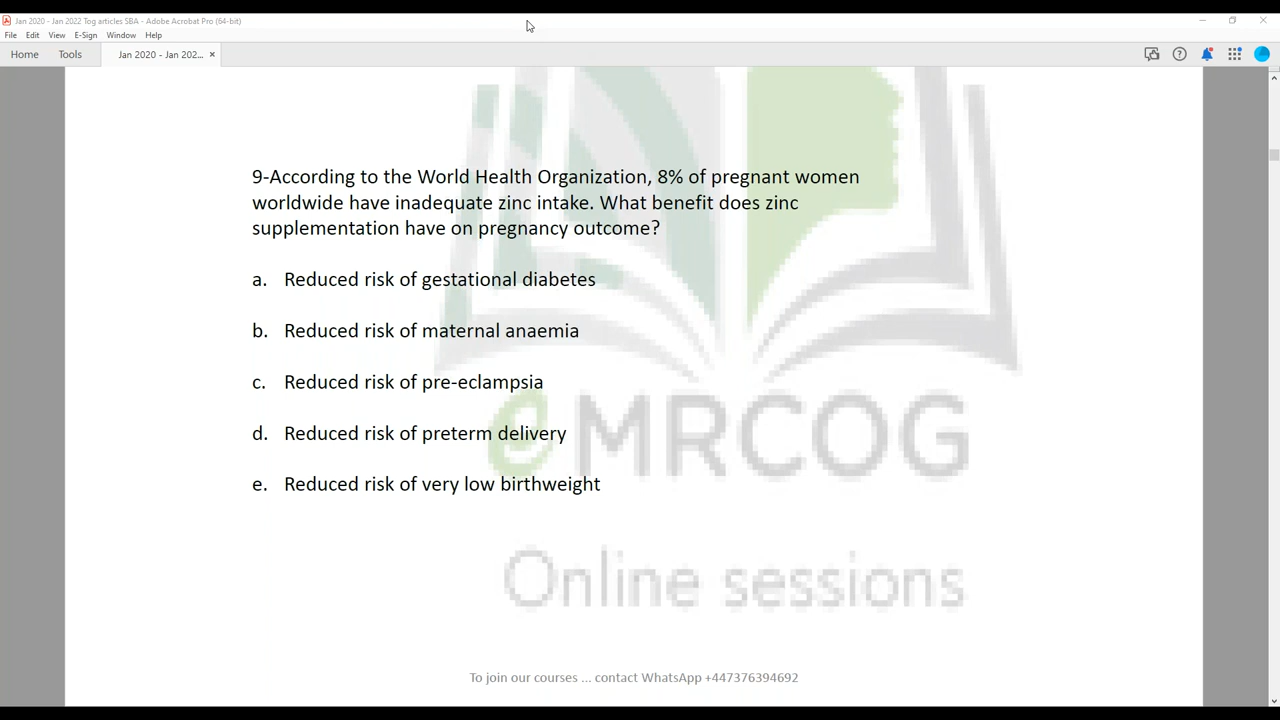 Jan 2020 - Jan 2022 Tog articles SBA - Adobe Acrobat Pro (64-bit)
File Edit View E-Sign Window Help
Home Tools Jan 2020 - Jan 202... ×
9-According to the World Health Organization, 8% of pregnant women
worldwide have inadequate zinc intake. What benefit does zinc
supplementation have on pregnancy outcome?
a. Reduced risk of gestational diabetes
b. Reduced risk of maternal anaemia
c. Reduced risk of pre-eclampsia
d. Reduced risk of preterm delivery
e. Reduced risk of very low birthweight
eMRCOG
Online sessions
To join our courses ... contact WhatsApp +447376394692